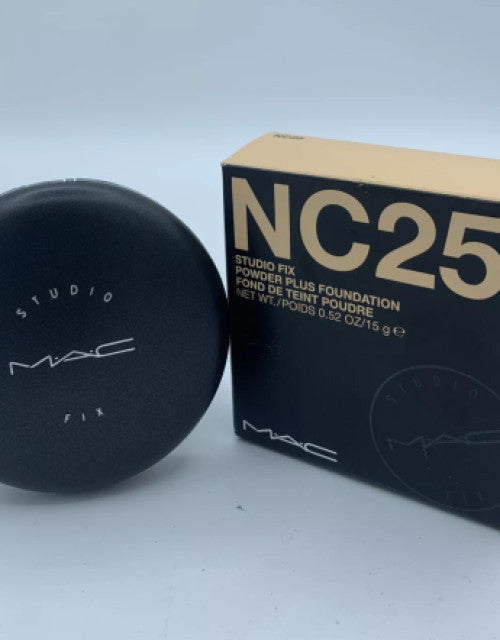 STUDIO
MAC
FIX
NC25
NC25
STUDIO FIX
POWDER PLUS FOUNDATION
FOND DE TEINT POUDRE
NET WT./POIDS 0.52 OZ/15 g ℮
MAC
STUDIO
MAC
FIX